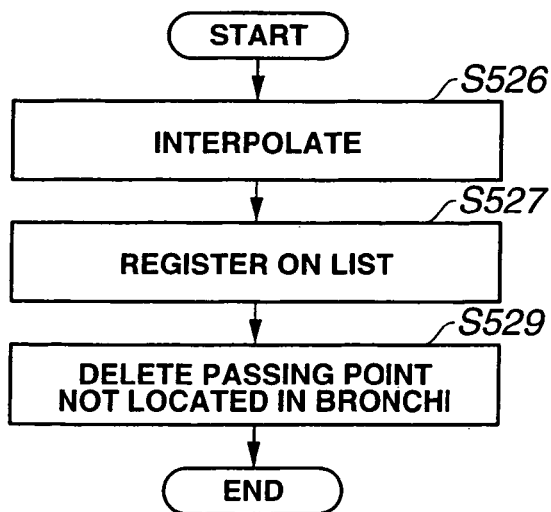 START
S526
INTERPOLATE
S527
REGISTER ON LIST
S529
DELETE PASSING POINT
NOT LOCATED IN BRONCHI
END